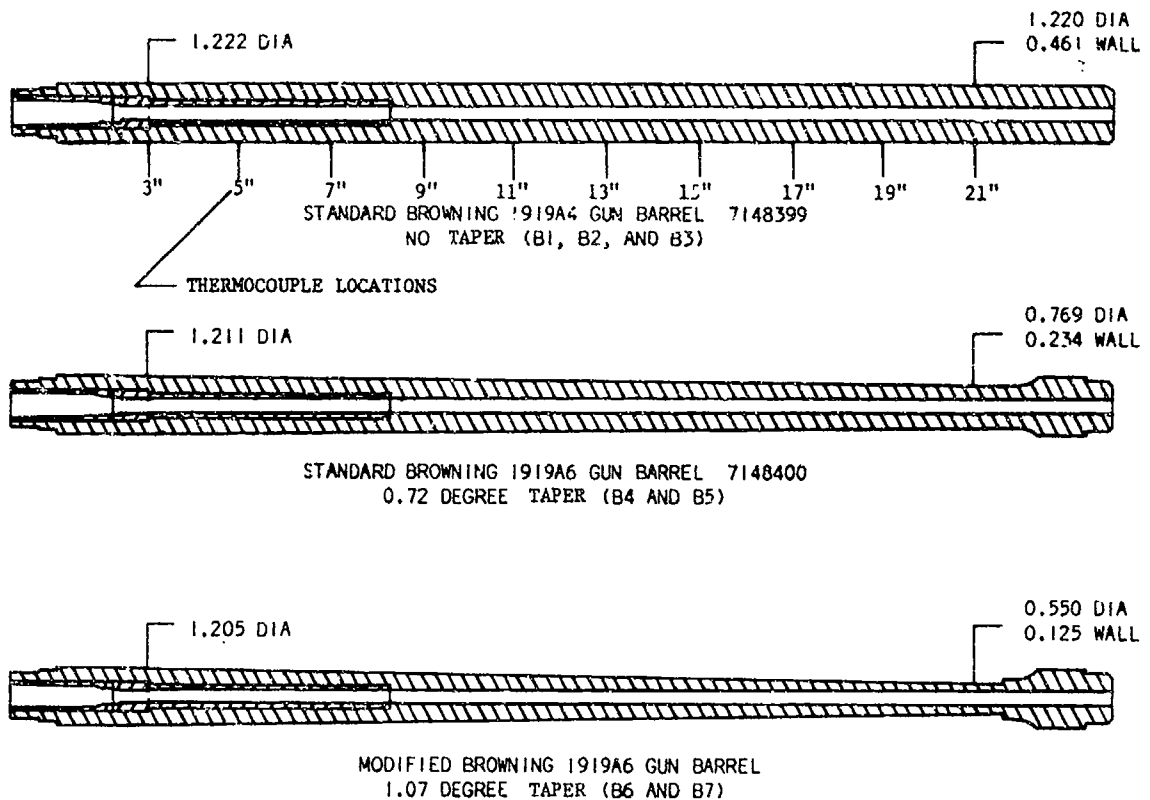 1.222 DIA
1.220 DIA
0.461 WALL
3" 5" 7" 9" 11" 13" 15" 17" 19" 21"
STANDARD BROWNING 1919A4 GUN BARREL 7148399
NO TAPER (B1, B2, AND B3)
THERMOCOUPLE LOCATIONS
1.211 DIA
0.769 DIA
0.234 WALL
STANDARD BROWNING 1919A6 GUN BARREL 7148400
0.72 DEGREE TAPER (B4 AND B5)
1.205 DIA
0.550 DIA
0.125 WALL
MODIFIED BROWNING 1919A6 GUN BARREL
1.07 DEGREE TAPER (B6 AND B7)